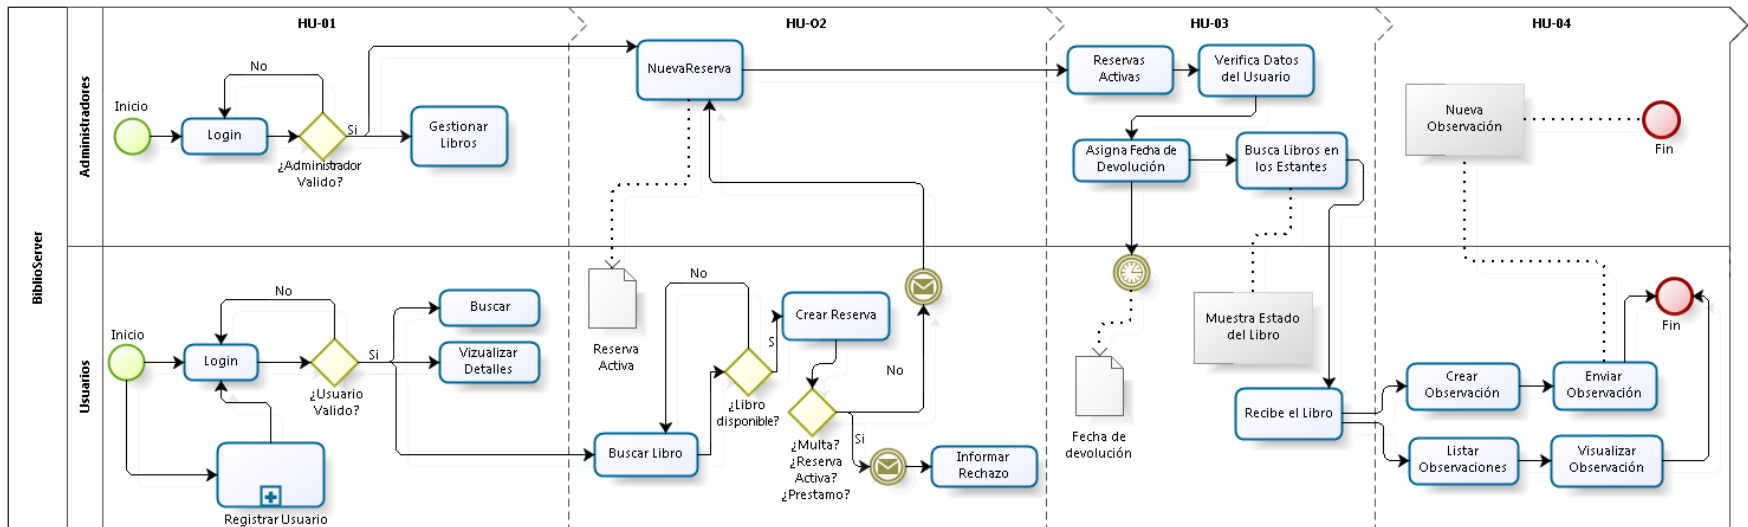 HU-01
HU-O2
HU-03
HU-04
BiblioServer
Administradores
Inicio
Login
No
¿Administrador
Valido?
Si
Gestionar
Libros
NuevaReserva
Reservas
Activas
Verifica Datos
del Usuario
Asigna Fecha de
Devolución
Busca Libros en
los Estantes
Nueva
Observación
Fin
Usuarios
Inicio
Login
No
¿Usuario
Valido?
Si
Buscar
Vizualizar
Detalles
Registrar Usuario
Reserva
Activa
Buscar Libro
No
¿Libro
disponible?
S
Crear Reserva
No
¿Multa?
¿Reserva
Activa?
¿Prestamo?
Si
Informar
Rechazo
Fecha de
devolución
Muestra Estado
del Libro
Recibe el Libro
Crear
Observación
Enviar
Observación
Listar
Observaciones
Visualizar
Observación
Fin